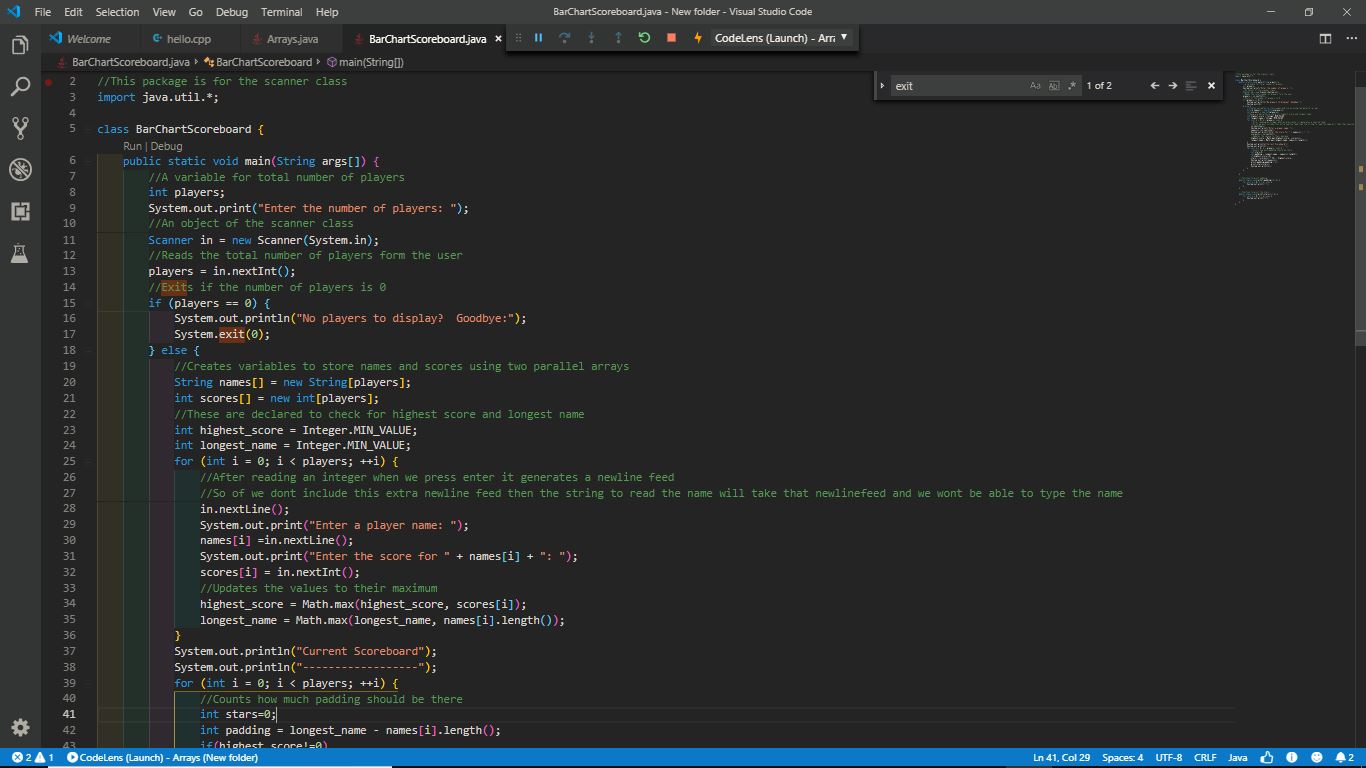 File Edit Selection View Go Debug Terminal Help BarChartScoreboard.java - New folder - Visual Studio Code
Welcome hello.cpp Arrays.java BarChartScoreboard.java CodeLens (Launch) - Arra
BarChartScoreboard.java BarChartScoreboard main(String[])
exit Aa Abl .* 1 of 2
2 //This package is for the scanner class
3 import java.util.*;
4
5 class BarChartScoreboard {
Run | Debug
6 public static void main(String args[]) {
7 //A variable for total number of players
8 int players;
9 System.out.print("Enter the number of players: ");
10 //An object of the scanner class
11 Scanner in = new Scanner(System.in);
12 //Reads the total number of players form the user
13 players = in.nextInt();
14 //Exits if the number of players is 0
15 if (players == 0) {
16 System.out.println("No players to display?  Goodbye:");
17 System.exit(0);
18 } else {
19 //Creates variables to store names and scores using two parallel arrays
20 String names[] = new String[players];
21 int scores[] = new int[players];
22 //These are declared to check for highest score and longest name
23 int highest_score = Integer.MIN_VALUE;
24 int longest_name = Integer.MIN_VALUE;
25 for (int i = 0; i < players; ++i) {
26 //After reading an integer when we press enter it generates a newline feed
27 //So of we dont include this extra newline feed then the string to read the name will take that newlinefeed and we wont be able to type the name
28 in.nextLine();
29 System.out.print("Enter a player name: ");
30 names[i] =in.nextLine();
31 System.out.print("Enter the score for " + names[i] + ": ");
32 scores[i] = in.nextInt();
33 //Updates the values to their maximum
34 highest_score = Math.max(highest_score, scores[i]);
35 longest_name = Math.max(longest_name, names[i].length());
36 }
37 System.out.println("Current Scoreboard");
38 System.out.println("------------------");
39 for (int i = 0; i < players; ++i) {
40 //Counts how much padding should be there
41 int stars=0;
42 int padding = longest_name - names[i].length();
43 if(highest_score!=0)
2 1 CodeLens (Launch) - Arrays (New folder) Ln 41, Col 29 Spaces: 4 UTF-8 CRLF Java 2